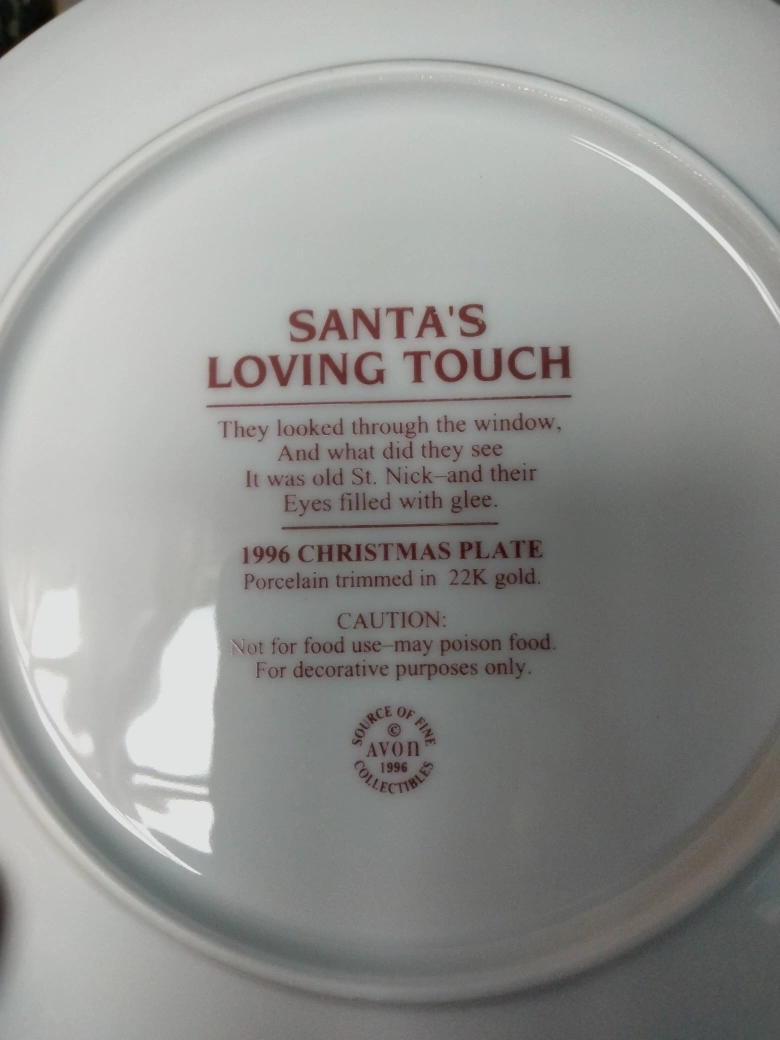 SANTA'S
LOVING TOUCH
They looked through the window,
And what did they see
It was old St. Nick–and their
Eyes filled with glee.
1996 CHRISTMAS PLATE
Porcelain trimmed in 22K gold.
CAUTION:
Not for food use–may poison food.
For decorative purposes only.
SOURCE OF FINE
©
AVON
1996
COLLECTIBLES